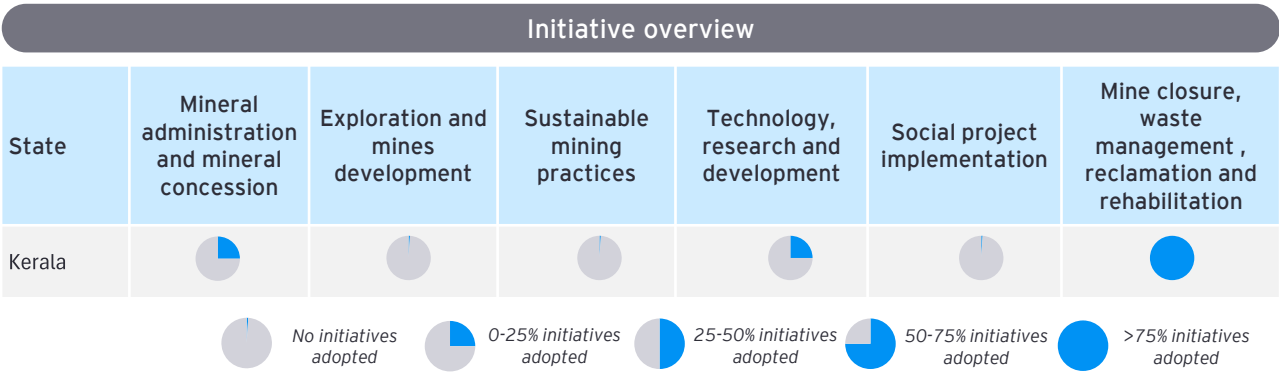 Initiative overview
State
Mineral
administration
and mineral
concession
Exploration and
mines
development
Sustainable
mining
practices
Technology,
research and
development
Social project
implementation
Mine closure,
waste
management ,
reclamation and
rehabilitation
Kerala
No initiatives
adopted
0-25% initiatives
adopted
25-50% initiatives
adopted
50-75% initiatives
adopted
>75% initiatives
adopted